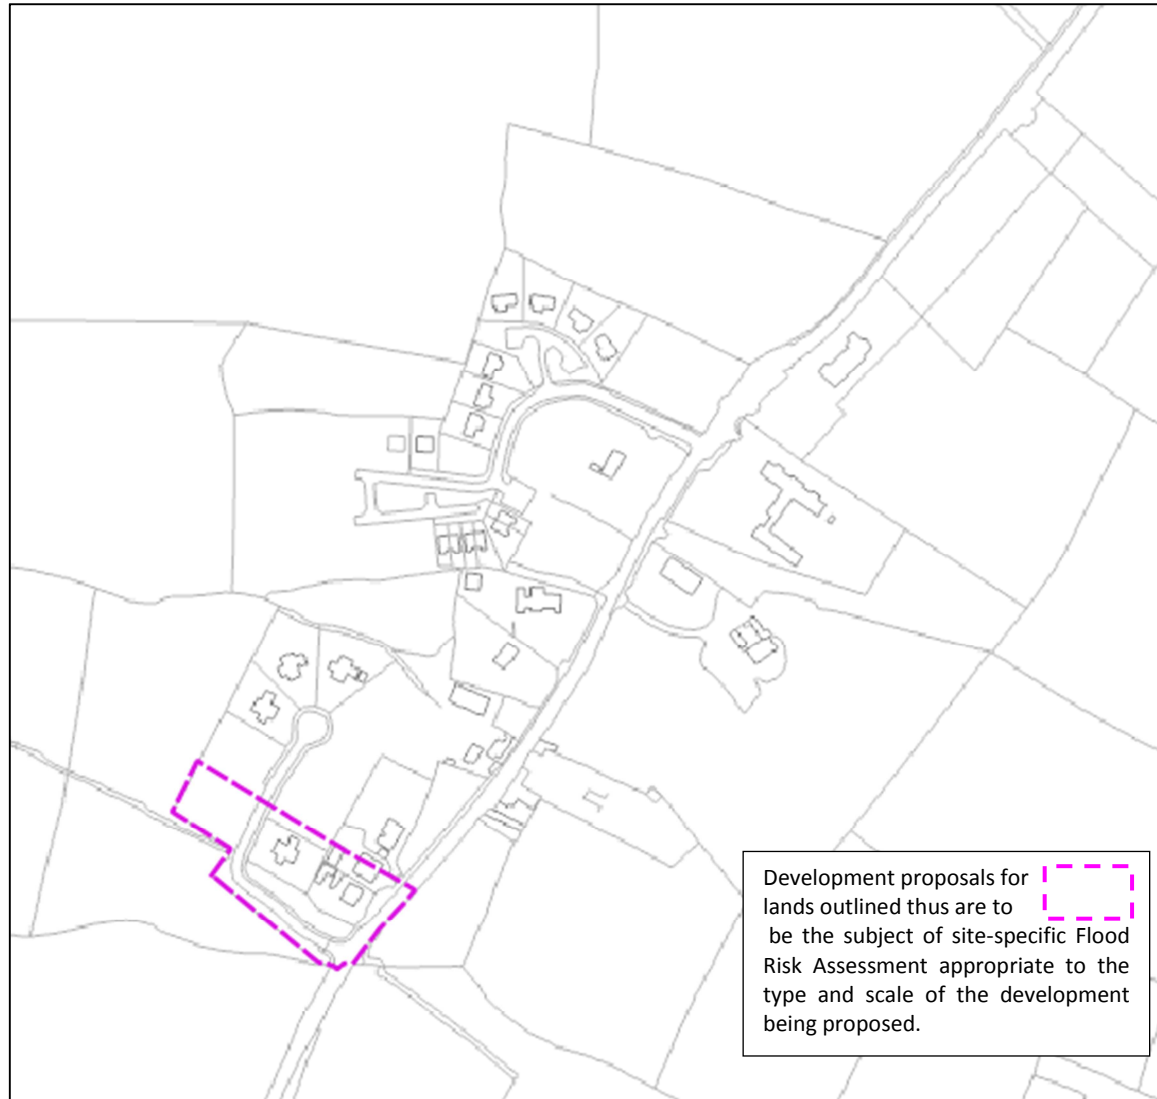 Development proposals for
lands outlined thus are to
be the subject of site-specific Flood
Risk Assessment appropriate to the
type and scale of the development
being proposed.